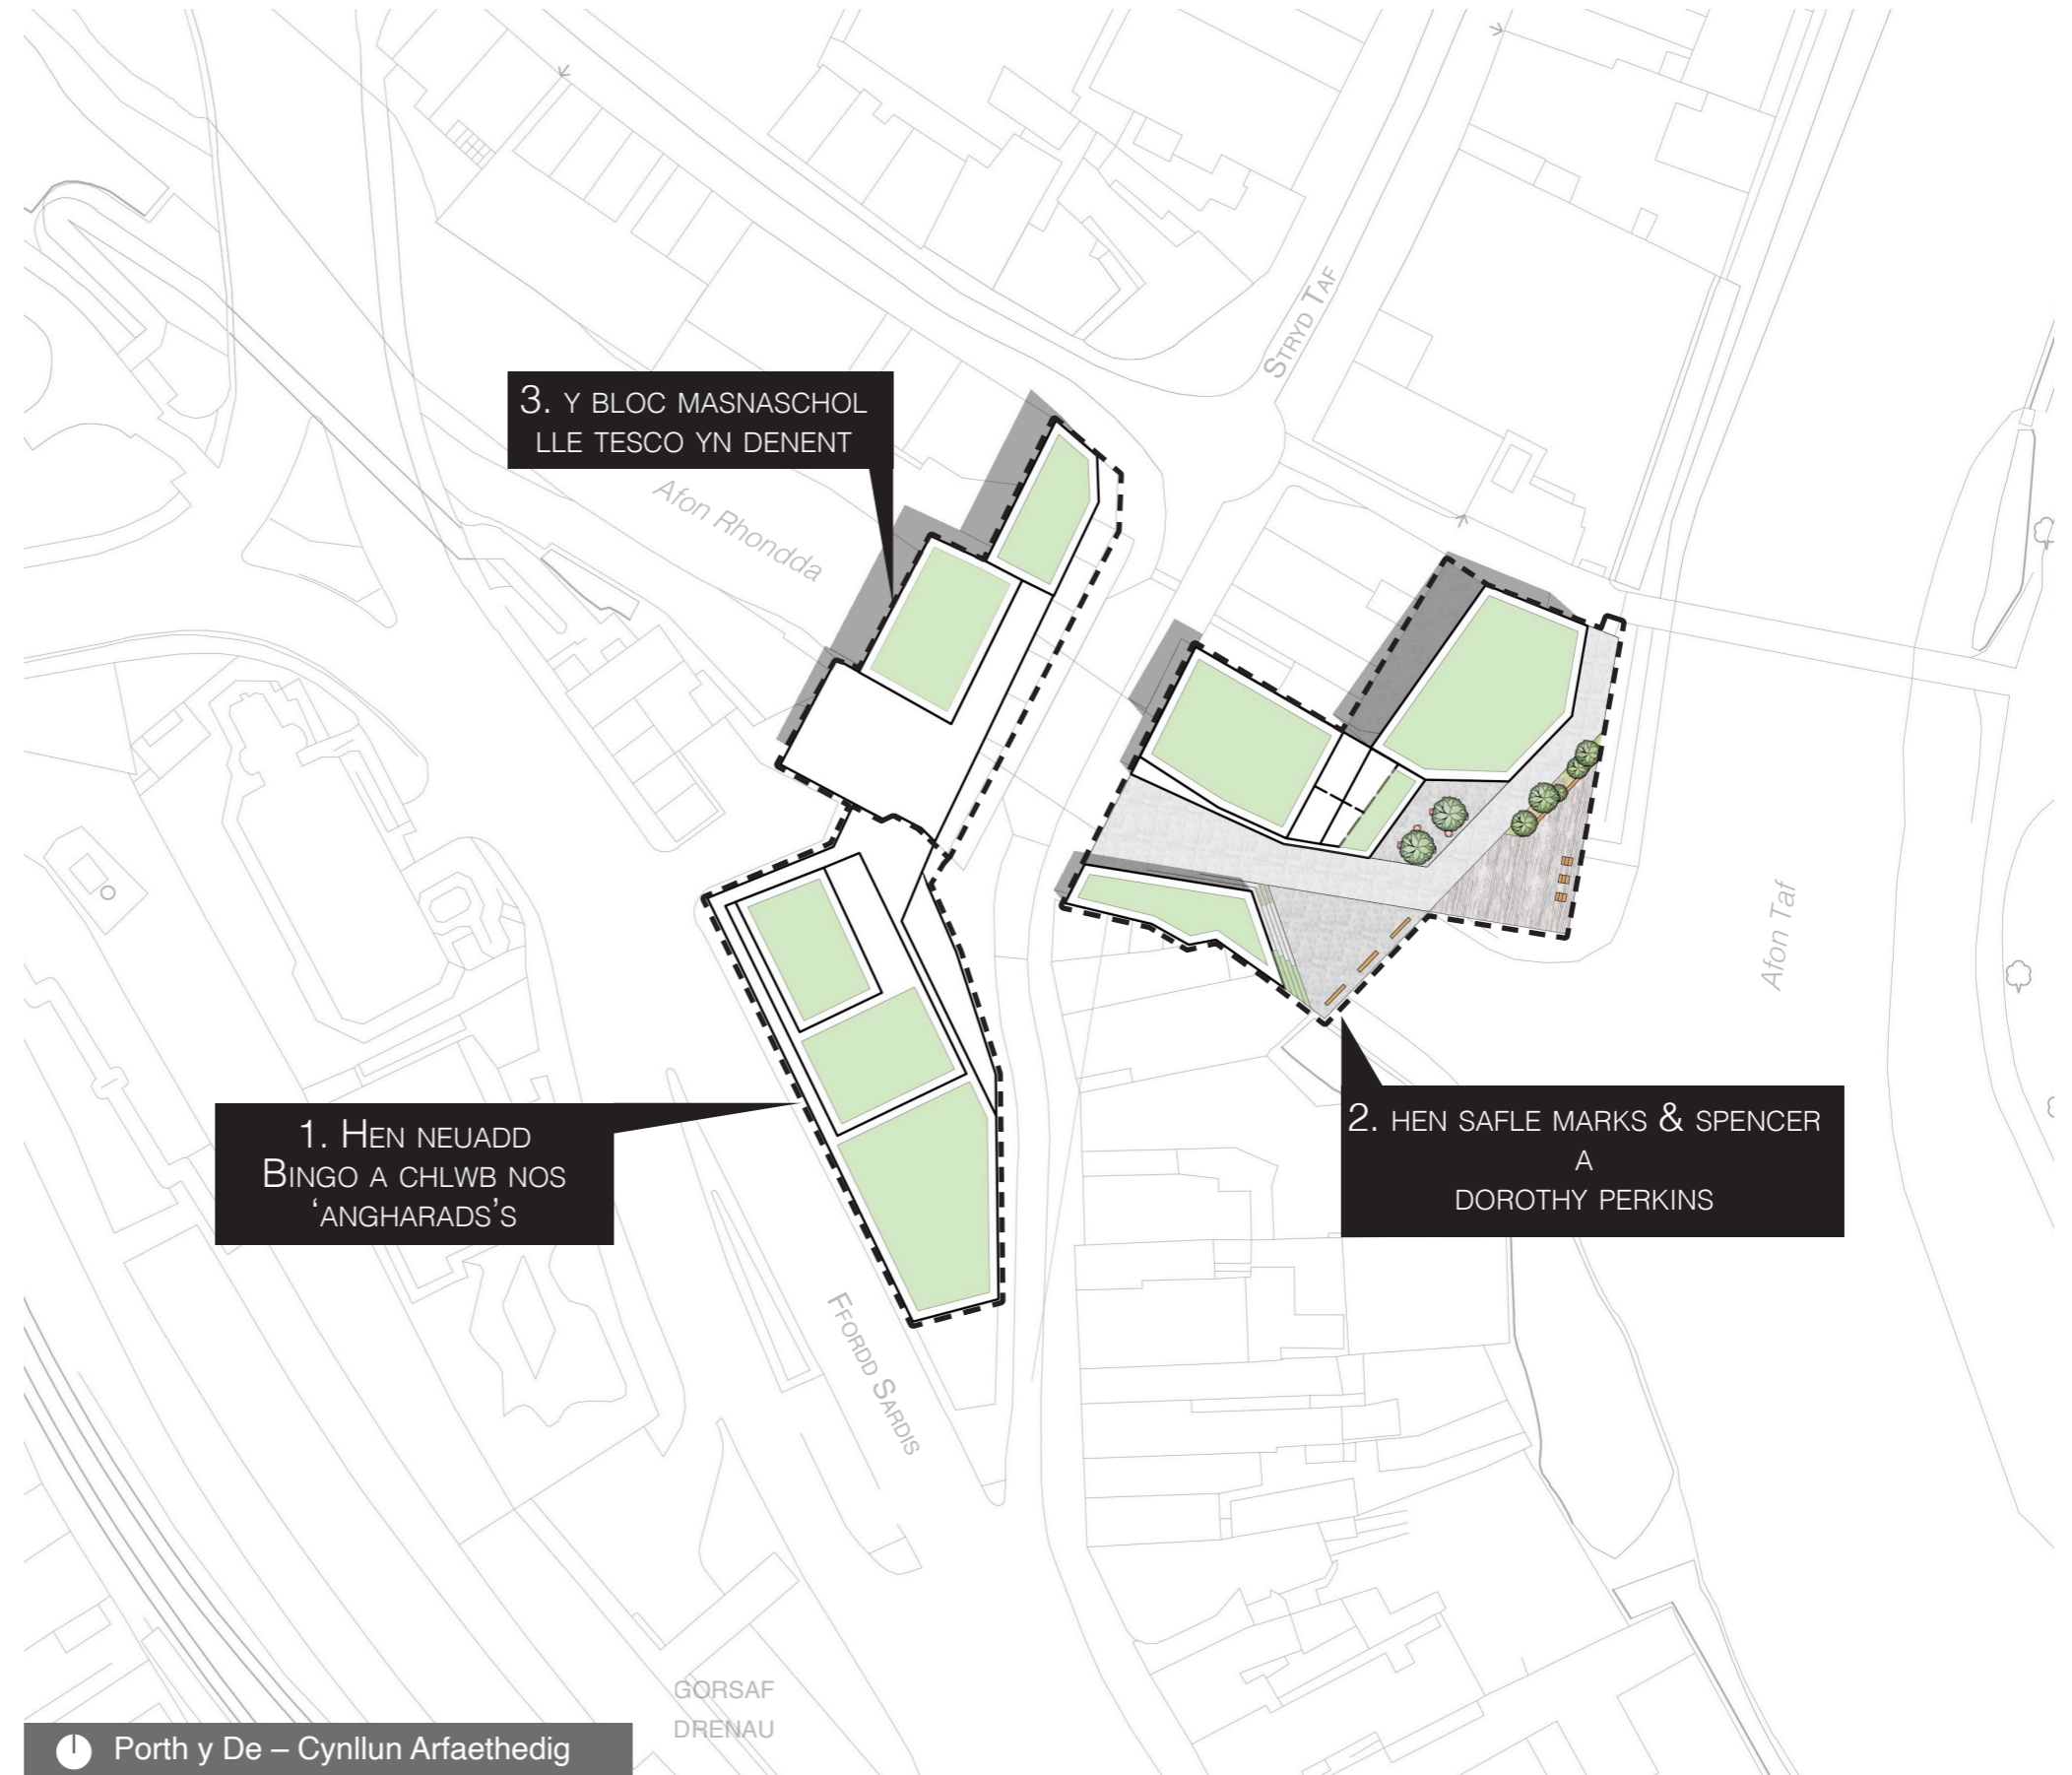 STRYD TAF
3. Y BLOC MASNASCHOL
LLE TESCO YN DENENT
Afon Rhondda
Afon Taf
1. HEN NEUADD
BINGO A CHLWB NOS
‘ANGHARADS’S
2. HEN SAFLE MARKS & SPENCER
A
DOROTHY PERKINS
FFORDD SARDIS
GORSAF
DRENAU
Porth y De – Cynllun Arfaethedig